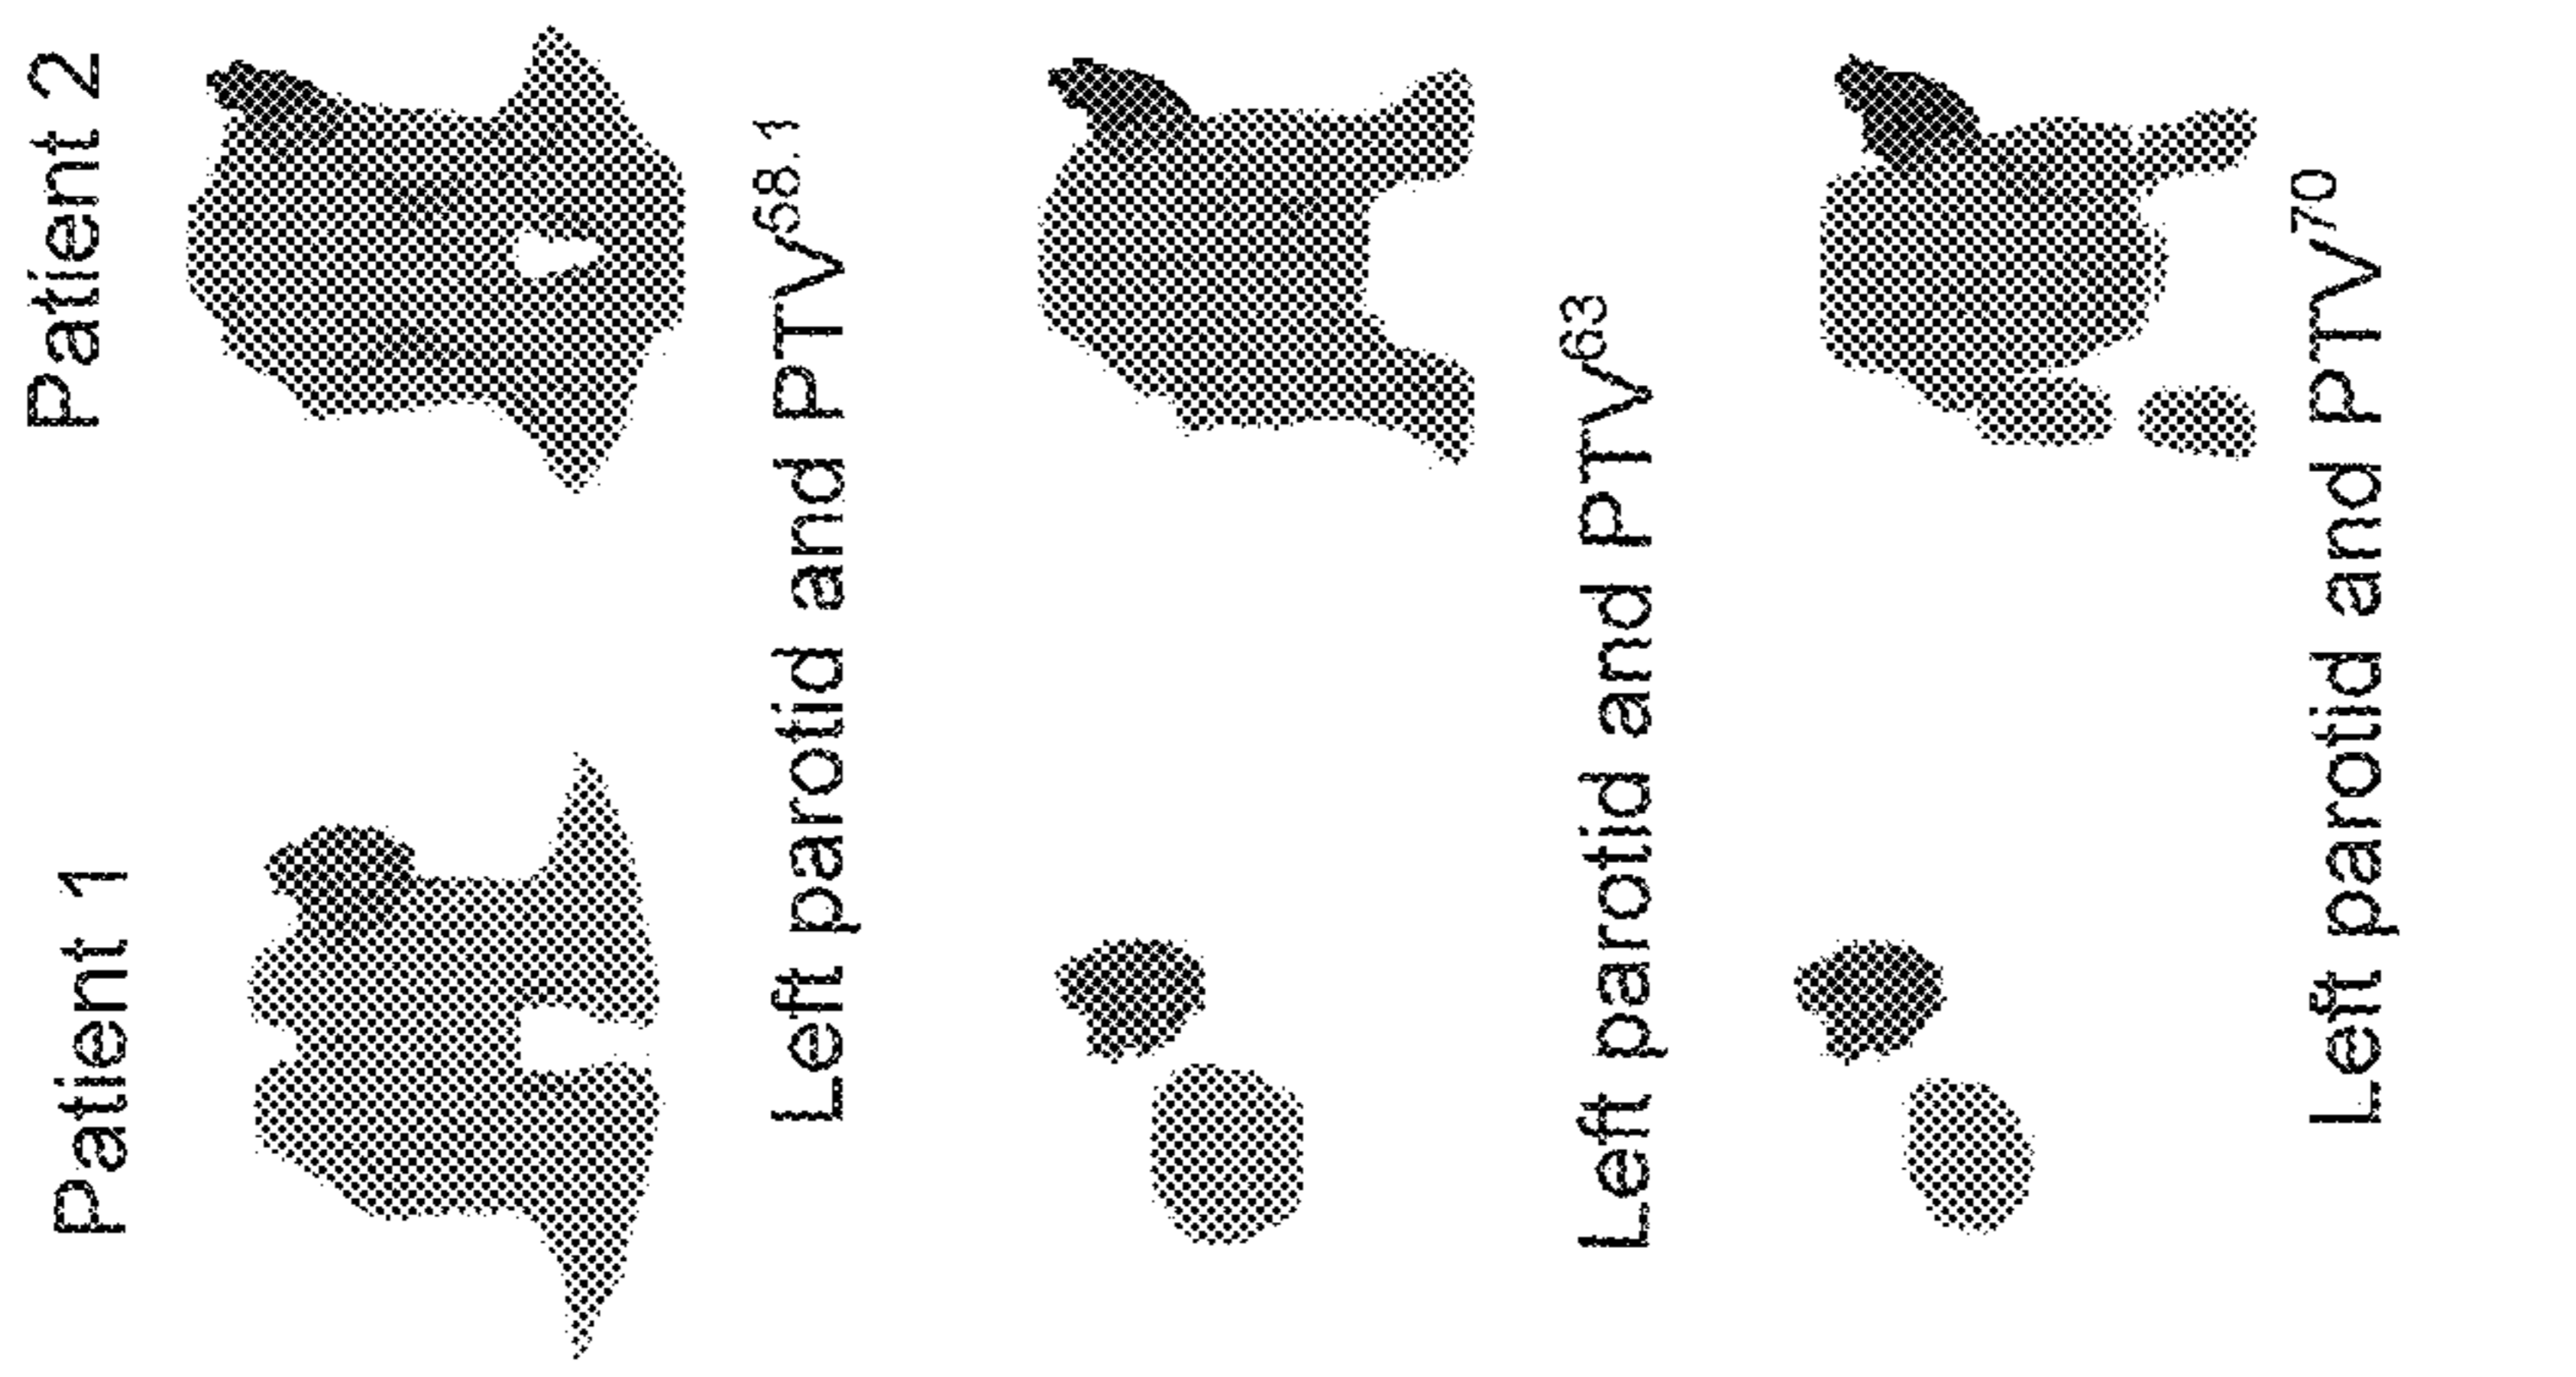 Patient 1
Patient 2
Left parotid and PTV^58.1
Left parotid and PTV^63
Left parotid and PTV^70